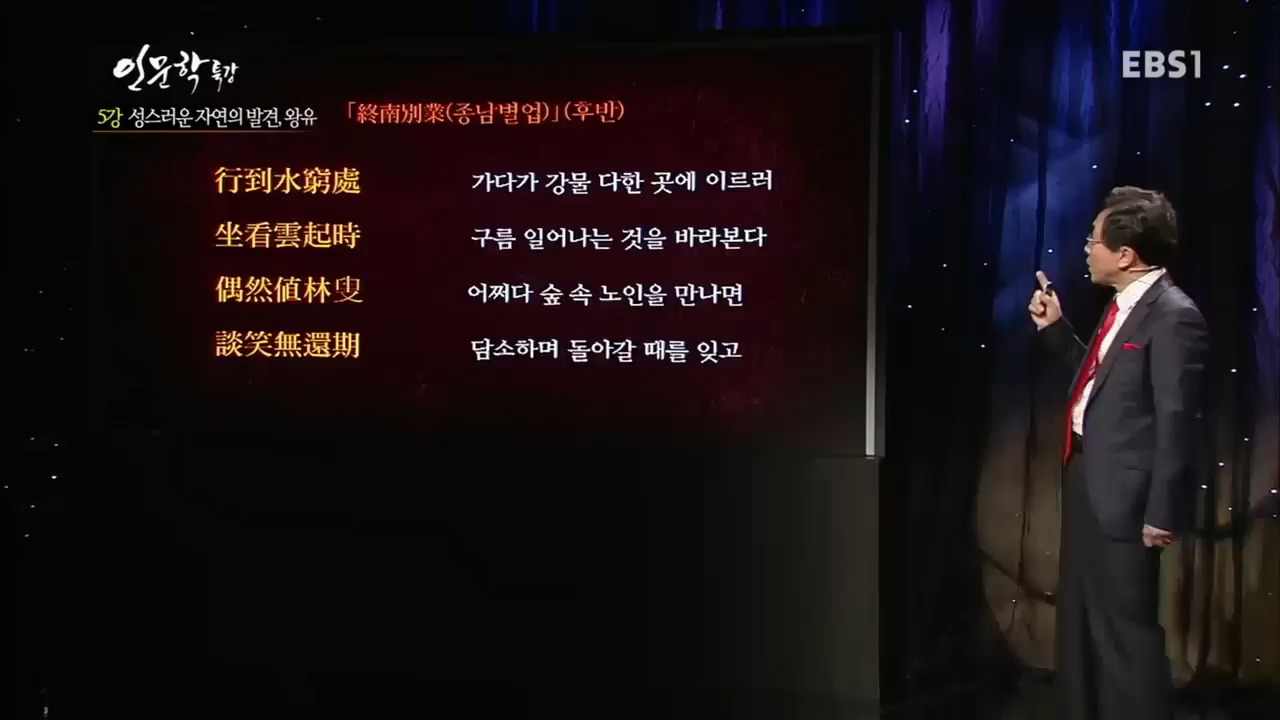 인문학 특강
EBS1
5강 성스러운 자연의 발견, 왕유
「終南別業(종남별업)」(후반)
行到水窮處 가다가 강물 다한 곳에 이르러
坐看雲起時 구름 일어나는 것을 바라본다
偶然値林叟 어쩌다 숲 속 노인을 만나면
談笑無還期 담소하며 돌아갈 때를 잊고